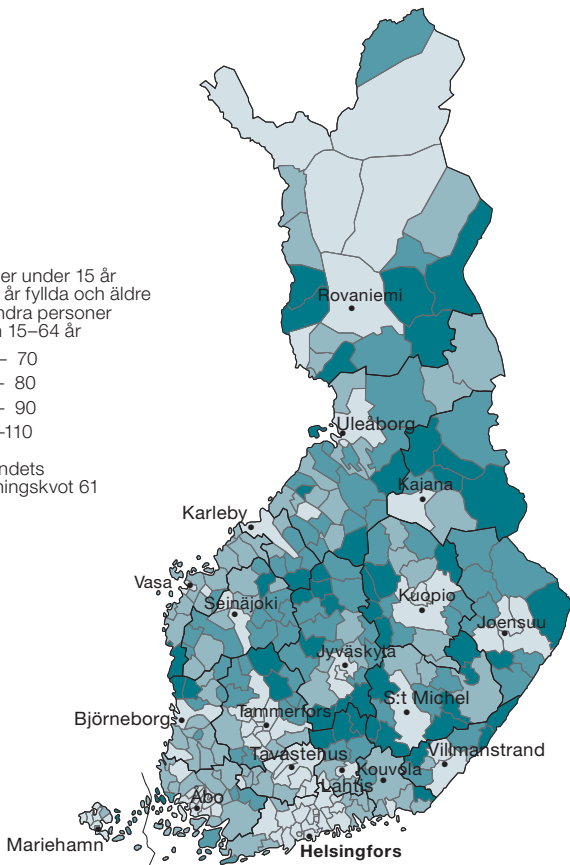 er under 15 år
år fyllda och äldre
ndra personer
15–64 år
– 70
– 80
– 90
–110
ndets
ningskvot 61
Rovaniemi
Uleåborg
Kajana
Karleby
Vasa
Seinäjoki
Kuopio
Joensuu
Jyväskylä
S:t Michel
Björneborg
Tammerfors
Tavastehus
Villmanstrand
Kouvola
Lahtis
Åbo
Mariehamn
Helsingfors